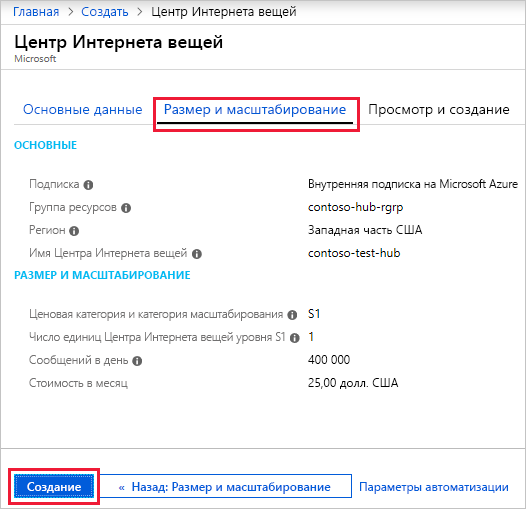 Главная > Создать > Центр Интернета вещей
Центр Интернета вещей
Microsoft
Основные данные Размер и масштабирование Просмотр и создание
ОСНОВНЫЕ
Подписка Внутренняя подписка на Microsoft Azure
Группа ресурсов contoso-hub-rgrp
Регион Западная часть США
Имя Центра Интернета вещей contoso-test-hub
РАЗМЕР И МАСШТАБИРОВАНИЕ
Ценовая категория и категория масштабирования S1
Число единиц Центра Интернета вещей уровня S1 1
Сообщений в день 400 000
Стоимость в месяц 25,00 долл. США
Создание « Назад: Размер и масштабирование Параметры автоматизации